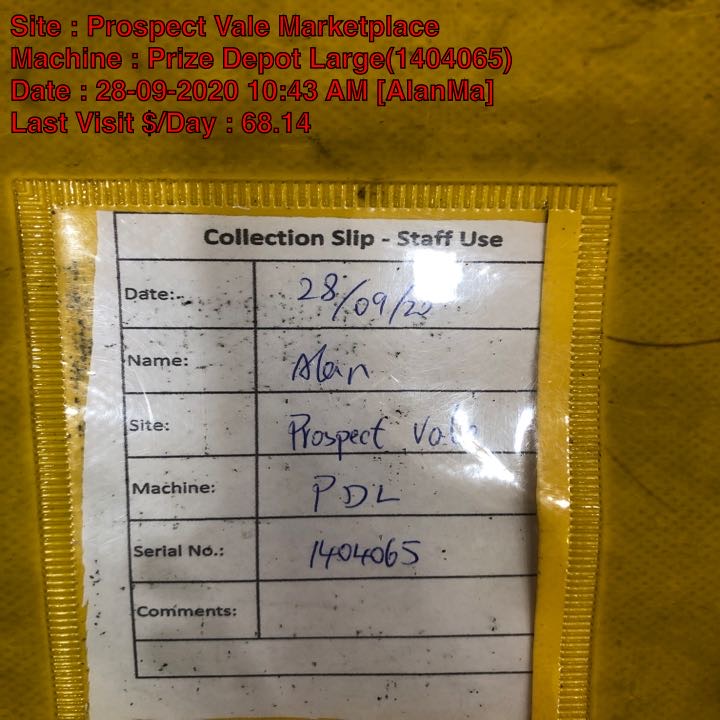 Site : Prospect Vale Marketplace
Machine : Prize Depot Large(1404065)
Date : 28-09-2020 10:43 AM [AlanMa]
Last Visit $/Day : 68.14
Collection Slip - Staff Use
Date: 28/09/20
Name: Alan
Site: Prospect Vale
Machine: PDL
Serial No.: 1404065
Comments: